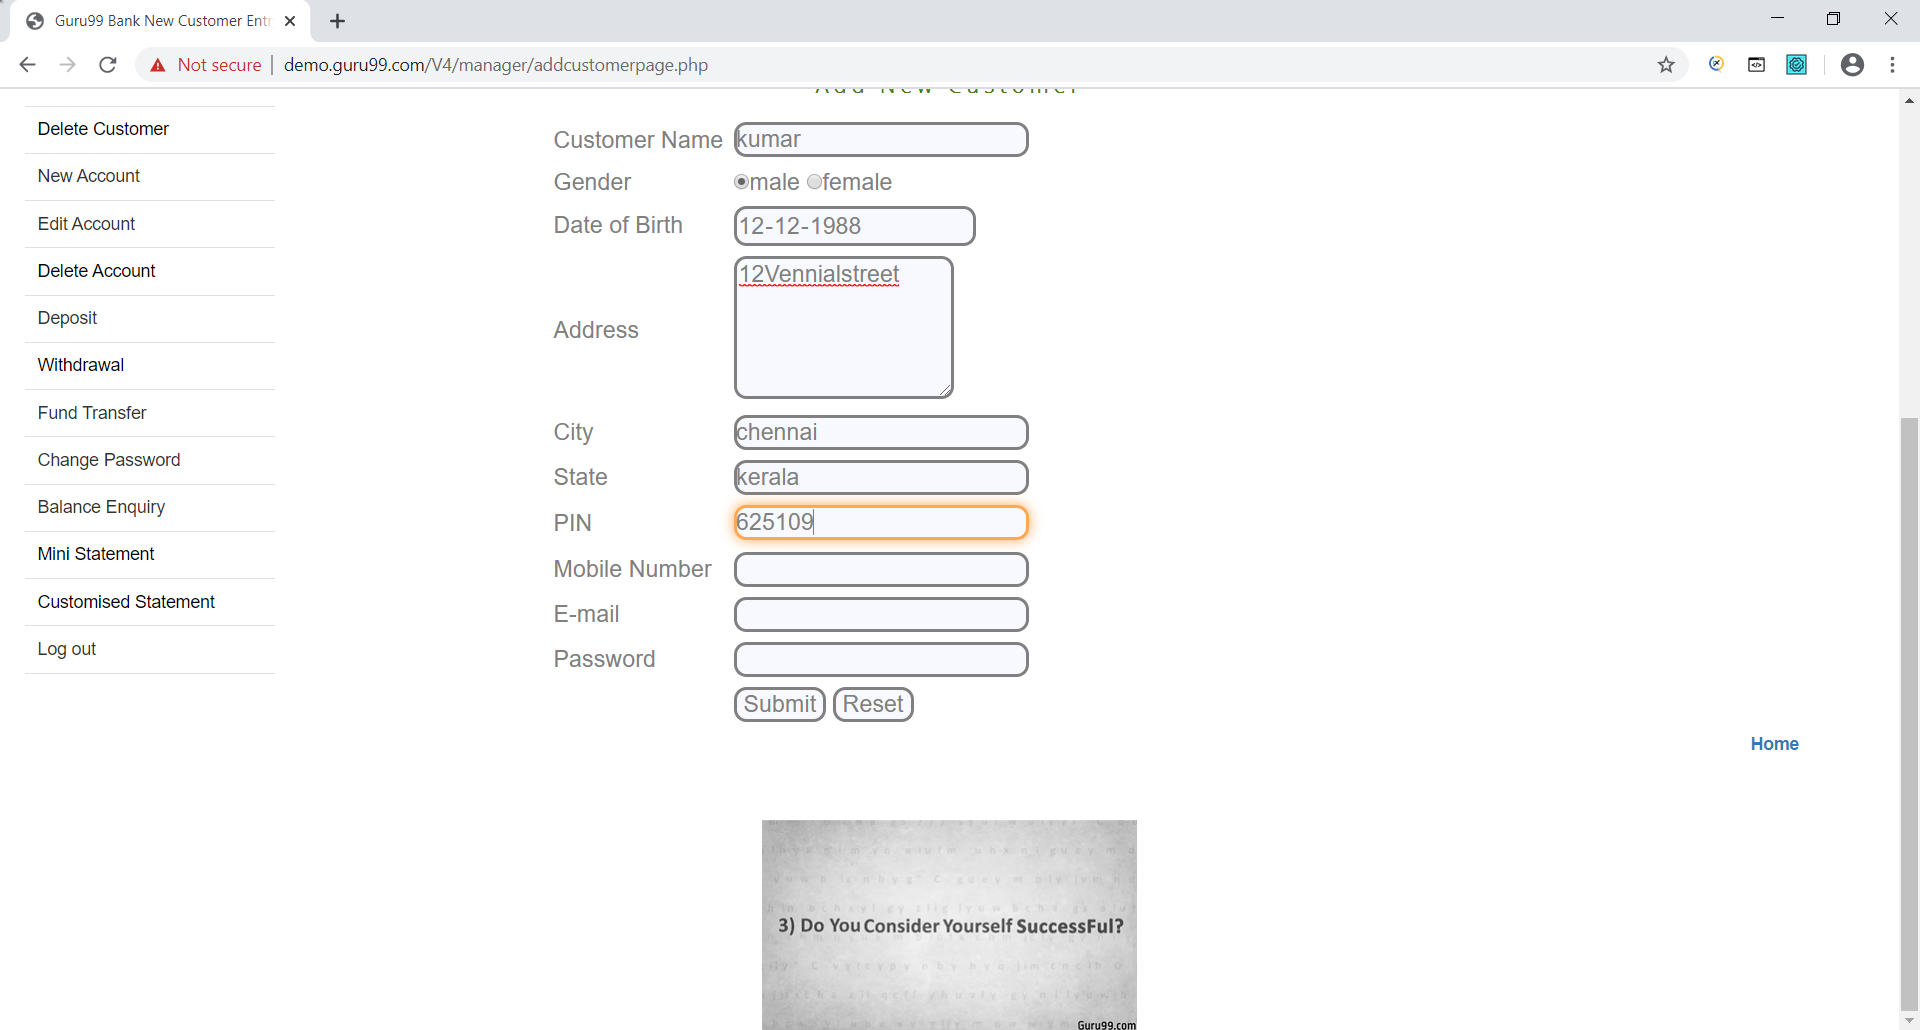 Guru99 Bank New Customer Entr
Not secure
demo.guru99.com/V4/manager/addcustomerpage.php
Add New Customer
Delete Customer
New Account
Edit Account
Delete Account
Deposit
Withdrawal
Fund Transfer
Change Password
Balance Enquiry
Mini Statement
Customised Statement
Log out
Customer Name kumar
Gender male female
Date of Birth 12-12-1988
Address 12Vennialstreet
City chennai
State kerala
PIN 625109
Mobile Number
E-mail
Password
Submit Reset
Home
3) Do You Consider Yourself SuccessFul?
Guru99.com